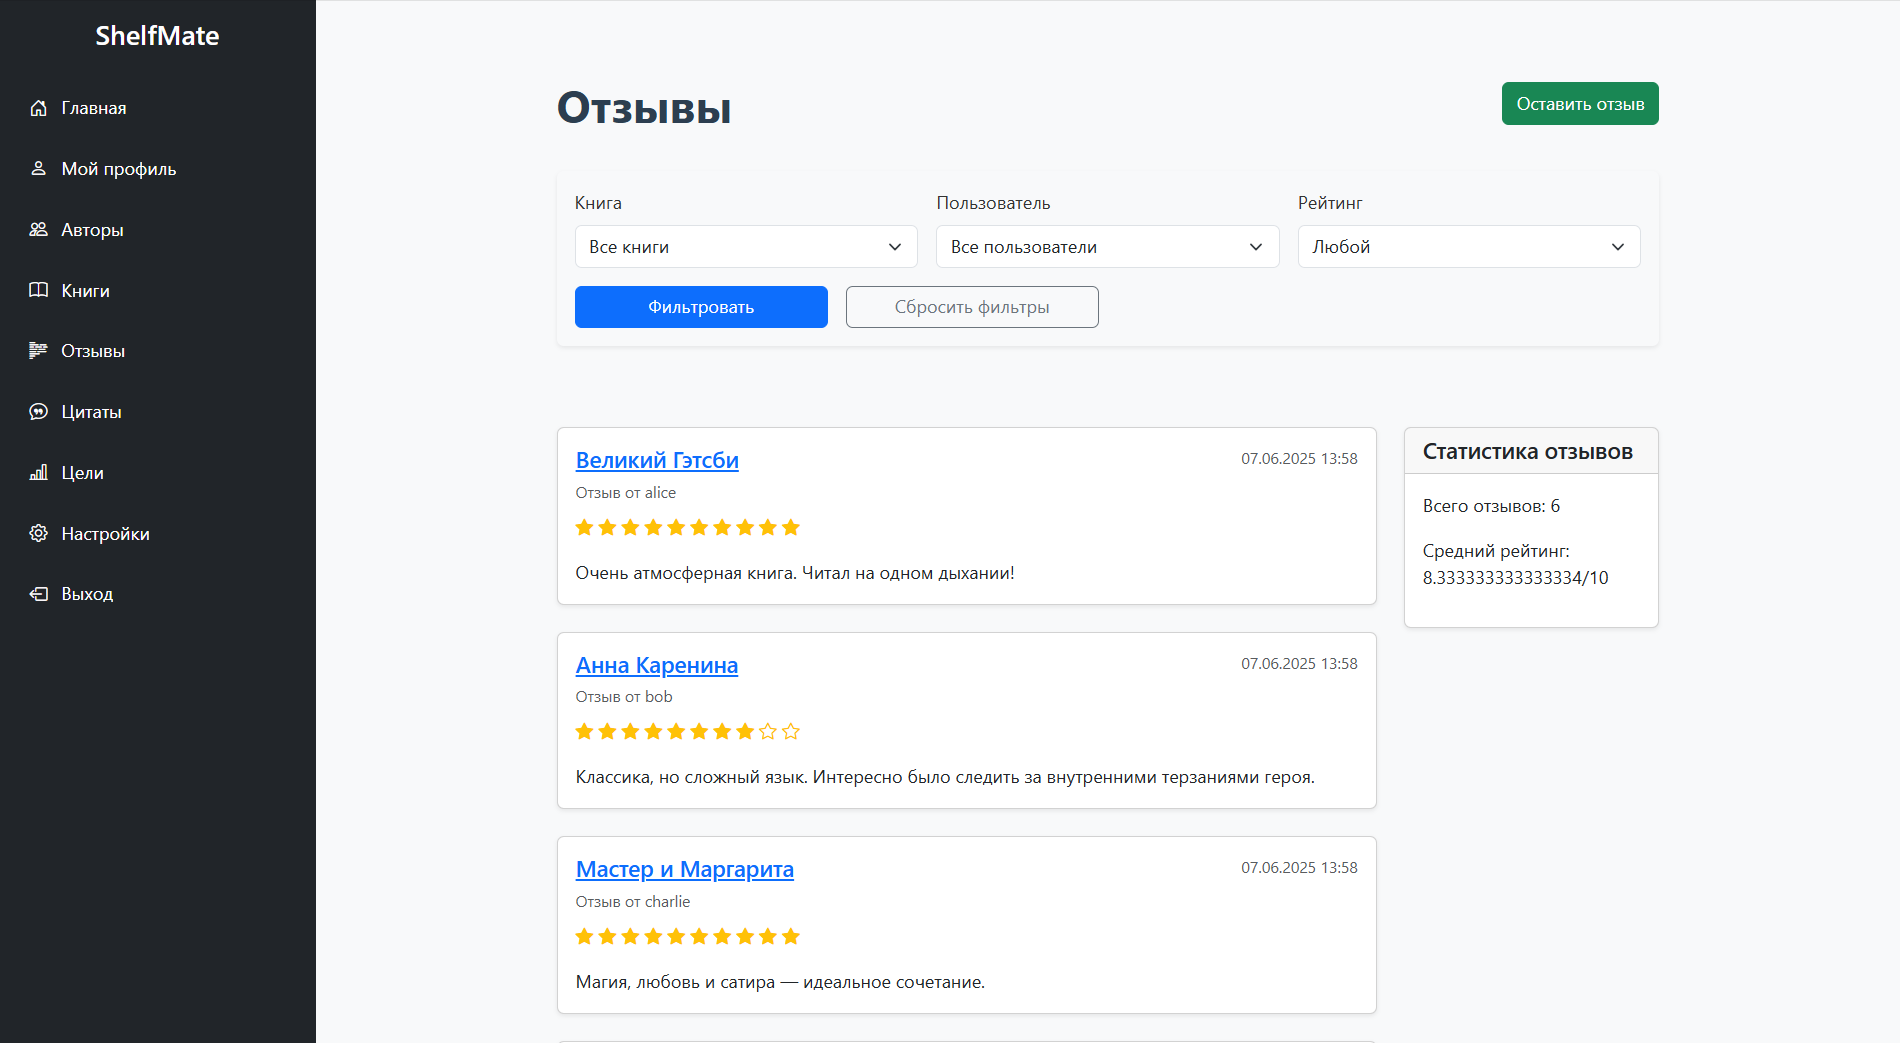 ShelfMate
Главная
Мой профиль
Авторы
Книги
Отзывы
Цитаты
Цели
Настройки
Выход
Отзывы
Оставить отзыв
Книга
Пользователь
Рейтинг
Все книги
Все пользователи
Любой
Фильтровать
Сбросить фильтры
Великий Гэтсби
07.06.2025 13:58
Отзыв от alice
Очень атмосферная книга. Читал на одном дыхании!
Анна Каренина
07.06.2025 13:58
Отзыв от bob
Классика, но сложный язык. Интересно было следить за внутренними терзаниями героя.
Мастер и Маргарита
07.06.2025 13:58
Отзыв от charlie
Магия, любовь и сатира — идеальное сочетание.
Статистика отзывов
Всего отзывов: 6
Средний рейтинг:
8.333333333333334/10